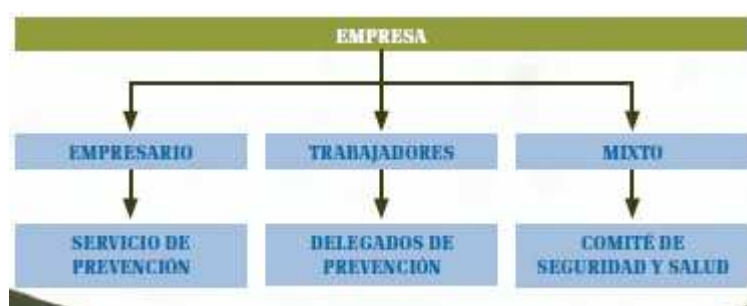 EMPRESA
EMPRESARIO
TRABAJADORES
MIXTO
SERVICIO DE
PREVENCIÓN
DELEGADOS DE
PREVENCIÓN
COMITÉ DE
SEGURIDAD Y SALUD